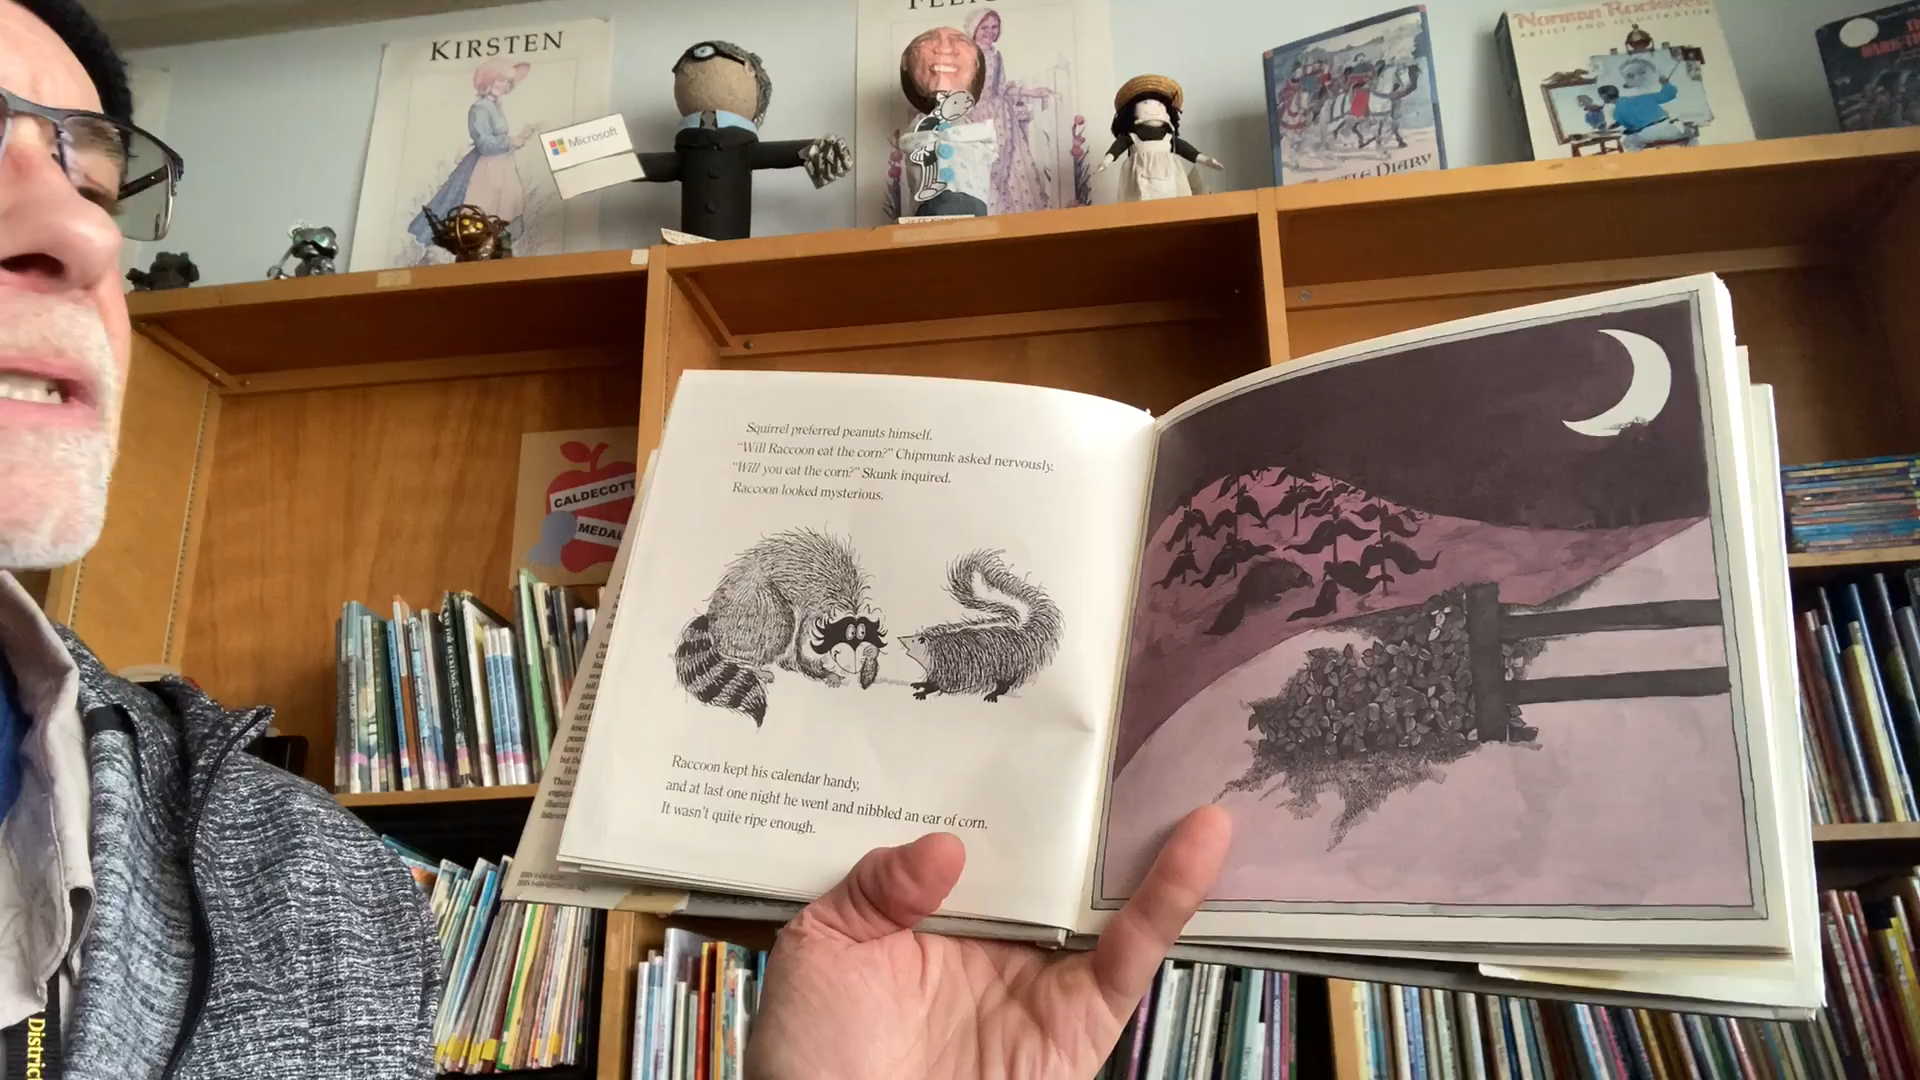 KIRSTEN
Microsoft
Norman Rockwell
ARTIST AND ILLUSTRATOR
DIARY
CALDECOTT
MEDAL
Squirrel preferred peanuts himself.
"Will Raccoon eat the corn?" Chipmunk asked nervously.
"Will you eat the corn?" Skunk inquired.
Raccoon looked mysterious.
Raccoon kept his calendar handy,
and at last one night he went and nibbled an ear of corn.
It wasn't quite ripe enough.
District